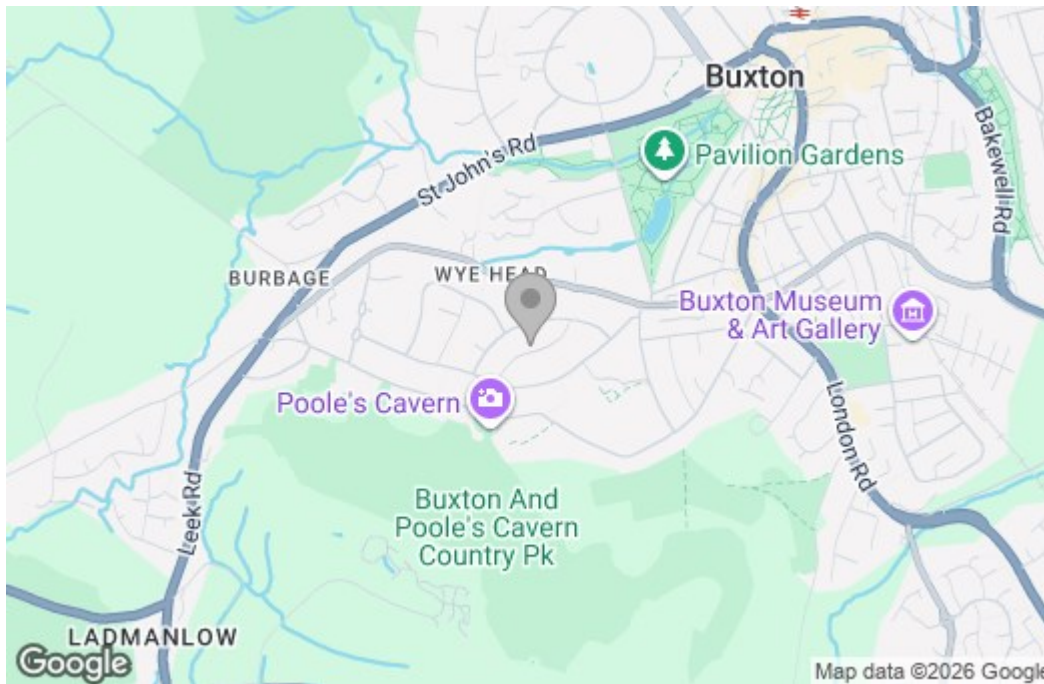 Buxton
Pavilion Gardens
St John's Rd
Bakewell Rd
BURBAGE
WYE HEAD
Buxton Museum
& Art Gallery
Poole's Cavern
London Rd
Leek Rd
Buxton And
Poole's Cavern
Country Pk
LADMANLOW
Google
Map data ©2026 Google